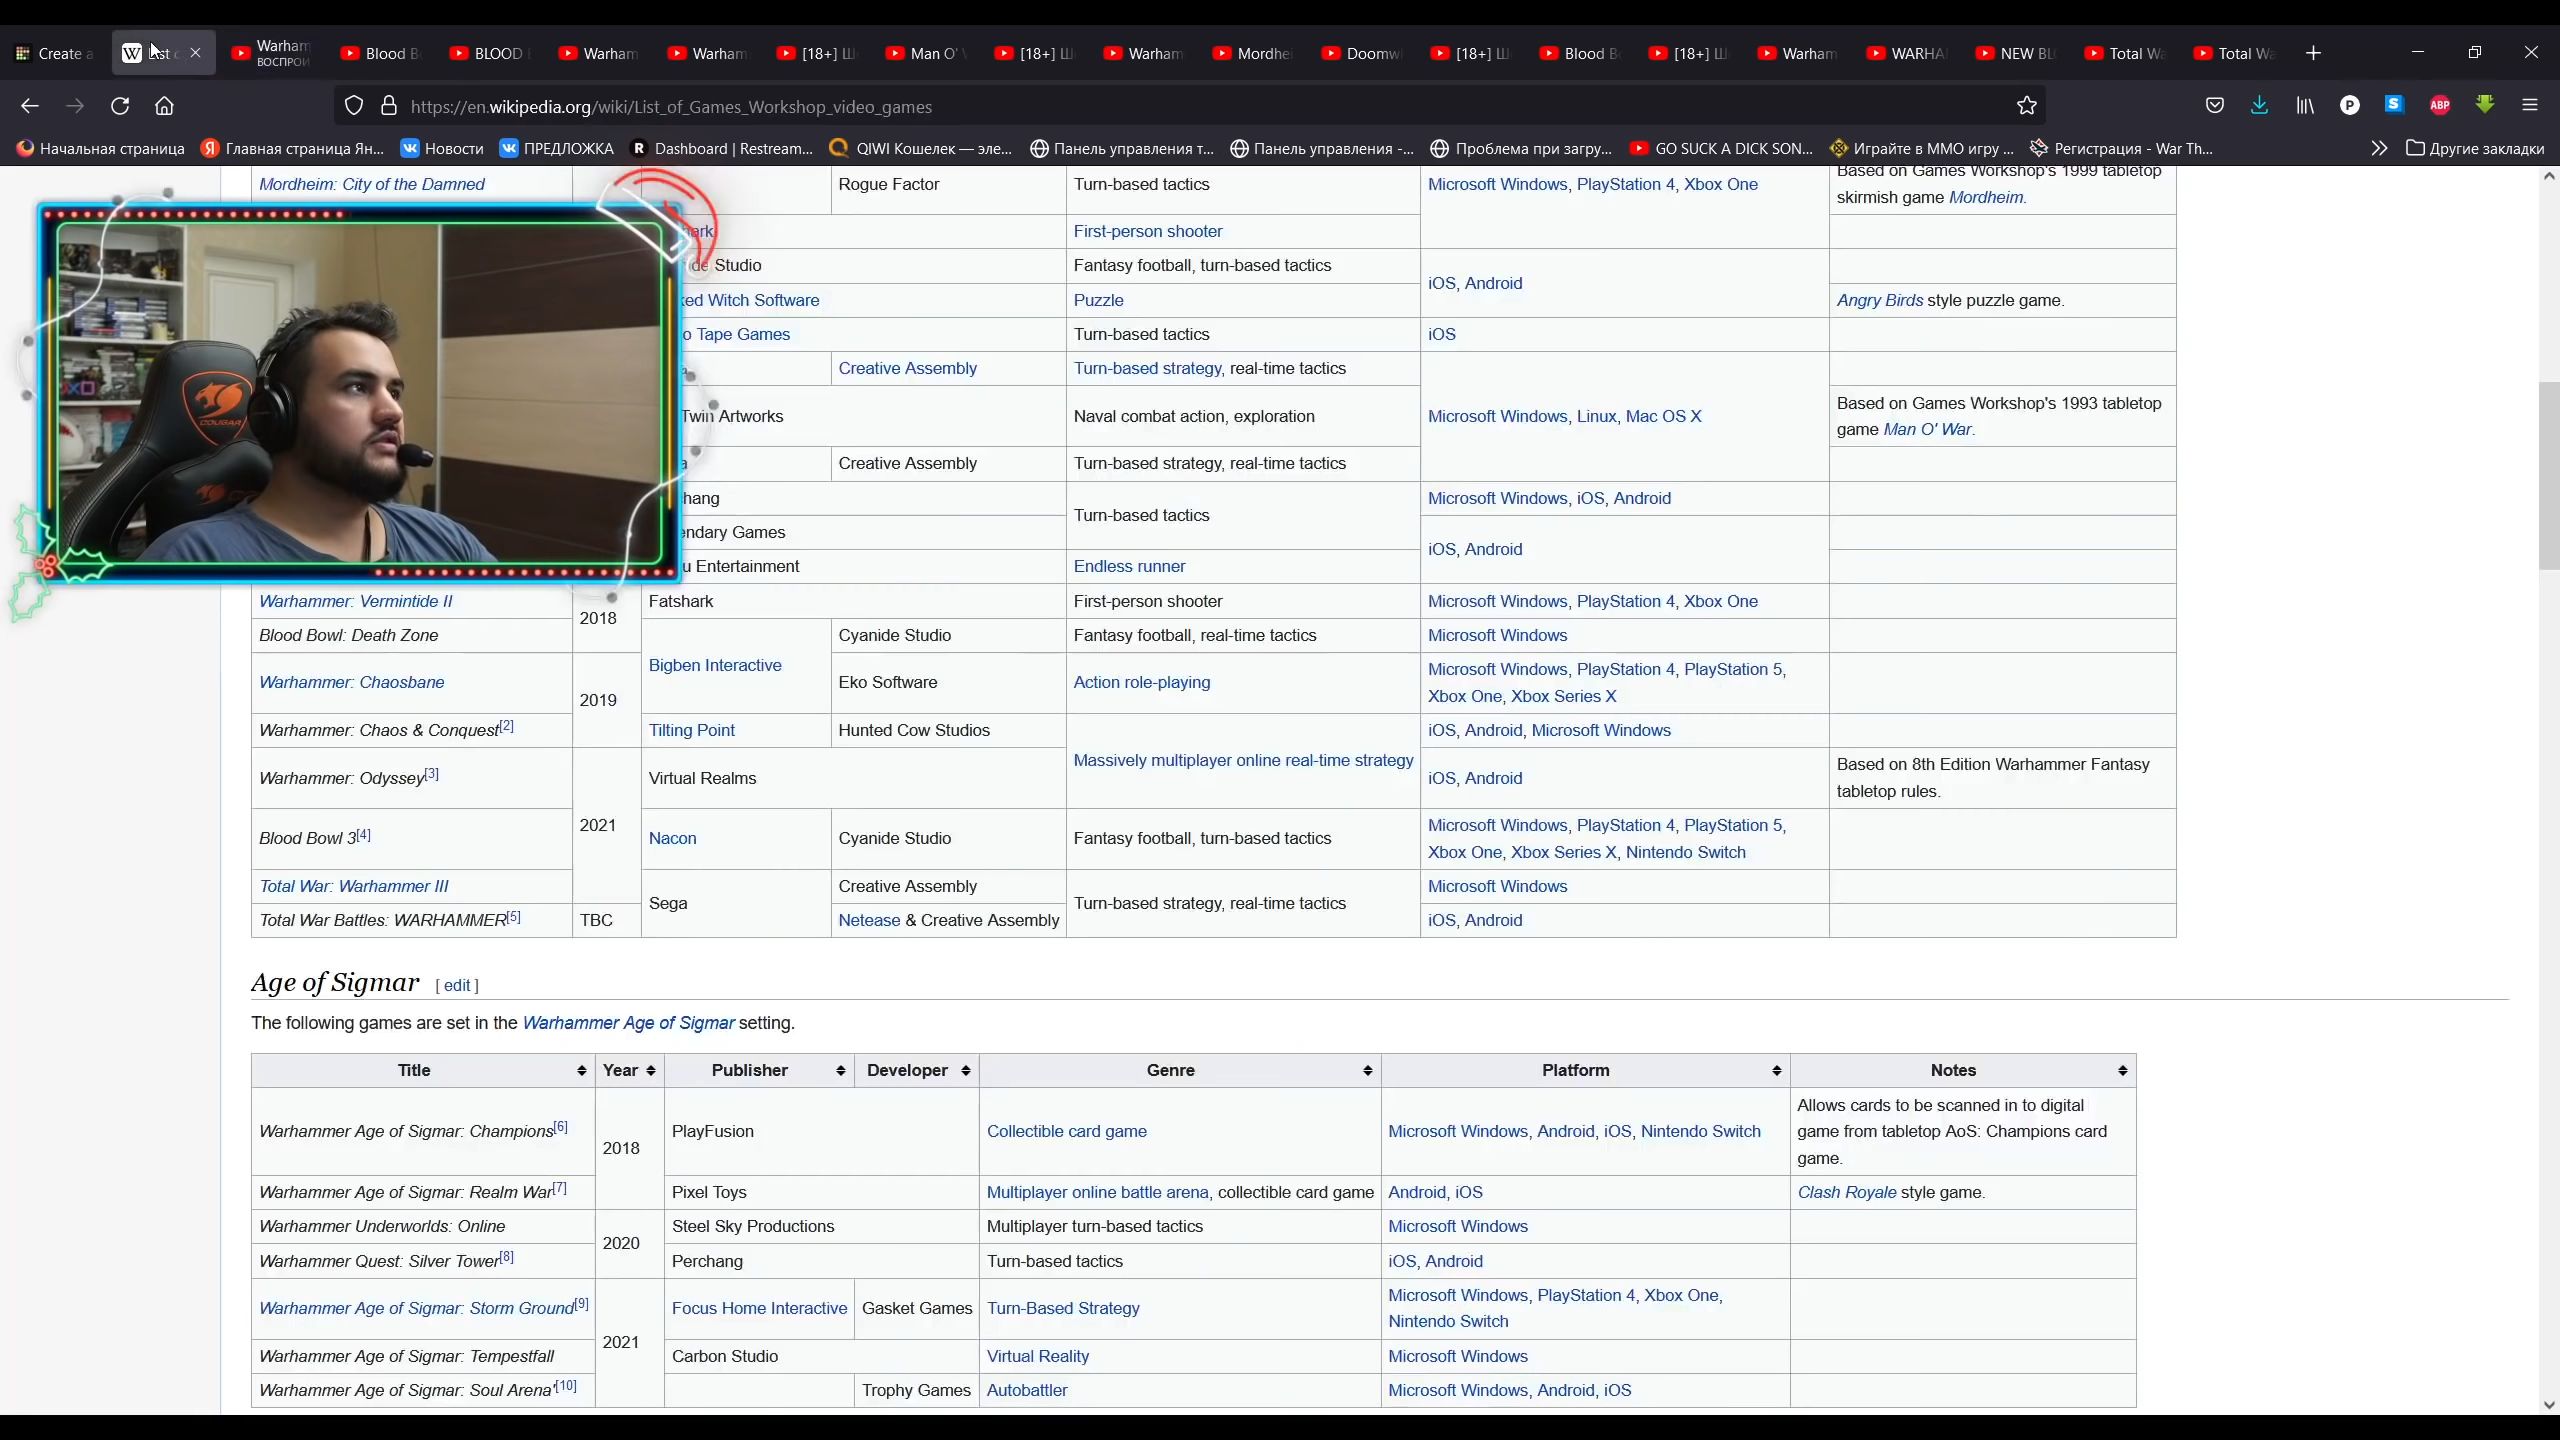 Create a
List o
Warham
ВОСПРОИ
Blood B
BLOOD
Warham
Warham
[18+] Ш
Man O'
[18+] Ш
Warham
Mordhe
Doomw
[18+] Ш
Blood B
[18+] Ш
Warham
WARHA
NEW BL
Total Wa
Total Wa
https://en.wikipedia.org/wiki/List_of_Games_Workshop_video_games
P
S
ABP
Начальная страница
Главная страница Ян...
Новости
ПРЕДЛОЖКА
Dashboard | Restream...
QIWI Кошелек — эле...
Панель управления т...
Панель управления -...
Проблема при загру...
GO SUCK A DICK SON...
Играйте в ММО игру ...
Регистрация - War Th...
Другие закладки
Mordheim: City of the Damned
Rogue Factor
Turn-based tactics
Microsoft Windows, PlayStation 4, Xbox One
Based on Games Workshop's 1999 tabletop
skirmish game Mordheim.
First-person shooter
Studio
Fantasy football, turn-based tactics
iOS, Android
ked Witch Software
Puzzle
Angry Birds style puzzle game.
o Tape Games
Turn-based tactics
iOS
Creative Assembly
Turn-based strategy, real-time tactics
Twin Artworks
Naval combat action, exploration
Microsoft Windows, Linux, Mac OS X
Based on Games Workshop's 1993 tabletop
game Man O' War.
Creative Assembly
Turn-based strategy, real-time tactics
hang
Turn-based tactics
Microsoft Windows, iOS, Android
endary Games
iOS, Android
u Entertainment
Endless runner
COUGAR
Warhammer: Vermintide II
2018
Fatshark
First-person shooter
Microsoft Windows, PlayStation 4, Xbox One
Blood Bowl: Death Zone
Bigben Interactive
Cyanide Studio
Fantasy football, real-time tactics
Microsoft Windows
Warhammer: Chaosbane
2019
Eko Software
Action role-playing
Microsoft Windows, PlayStation 4, PlayStation 5,
Xbox One, Xbox Series X
Warhammer: Chaos & Conquest[2]
Tilting Point
Hunted Cow Studios
Massively multiplayer online real-time strategy
iOS, Android, Microsoft Windows
Warhammer: Odyssey[3]
2021
Virtual Realms
iOS, Android
Based on 8th Edition Warhammer Fantasy
tabletop rules.
Blood Bowl 3[4]
Nacon
Cyanide Studio
Fantasy football, turn-based tactics
Microsoft Windows, PlayStation 4, PlayStation 5,
Xbox One, Xbox Series X, Nintendo Switch
Total War: Warhammer III
Sega
Creative Assembly
Turn-based strategy, real-time tactics
Microsoft Windows
Total War Battles: WARHAMMER[5]
TBC
Netease & Creative Assembly
iOS, Android
Age of Sigmar [ edit ]
The following games are set in the Warhammer Age of Sigmar setting.
Title Year Publisher Developer Genre Platform Notes
Warhammer Age of Sigmar: Champions[6]
2018
PlayFusion
Collectible card game
Microsoft Windows, Android, iOS, Nintendo Switch
Allows cards to be scanned in to digital
game from tabletop AoS: Champions card
game.
Warhammer Age of Sigmar: Realm War[7]
Pixel Toys
Multiplayer online battle arena, collectible card game
Android, iOS
Clash Royale style game.
Warhammer Underworlds: Online
2020
Steel Sky Productions
Multiplayer turn-based tactics
Microsoft Windows
Warhammer Quest: Silver Tower[8]
Perchang
Turn-based tactics
iOS, Android
Warhammer Age of Sigmar: Storm Ground[9]
2021
Focus Home Interactive
Gasket Games
Turn-Based Strategy
Microsoft Windows, PlayStation 4, Xbox One,
Nintendo Switch
Warhammer Age of Sigmar: Tempestfall
Carbon Studio
Virtual Reality
Microsoft Windows
Warhammer Age of Sigmar: Soul Arena'[10]
Trophy Games
Autobattler
Microsoft Windows, Android, iOS